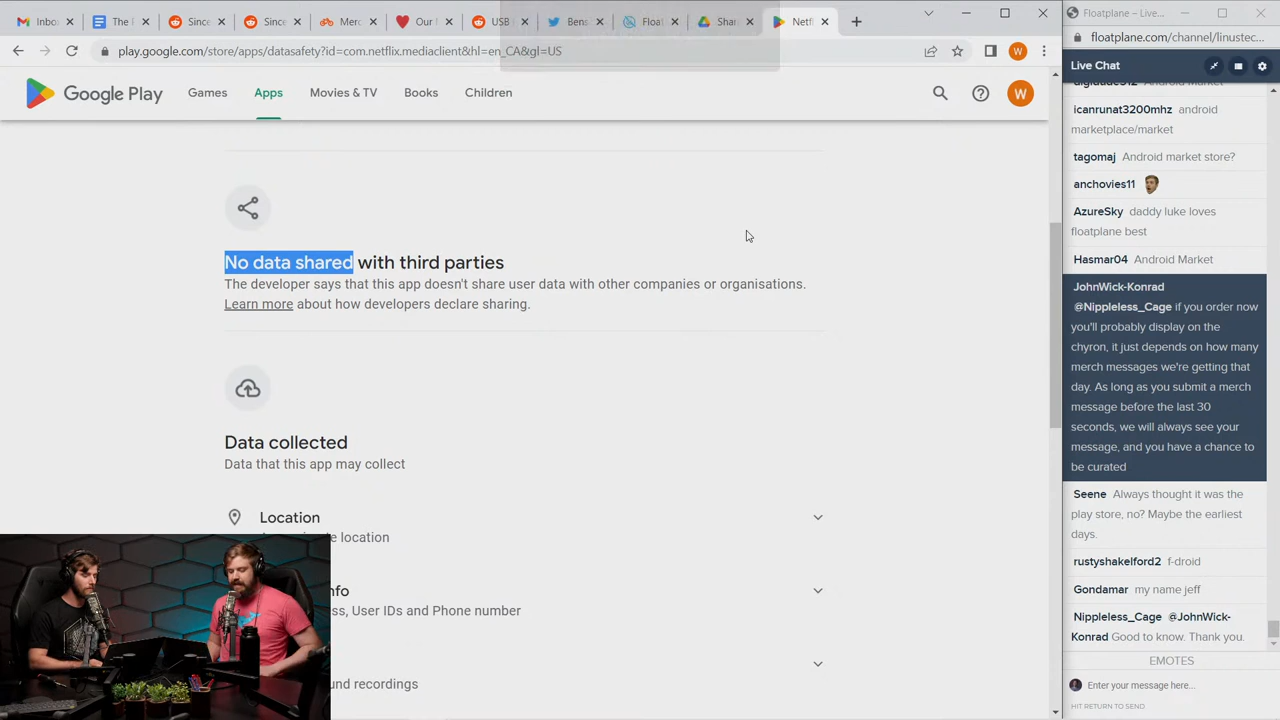 Inbox
The
Since
Since
Merc
Our
USB
Bens
Float
Shar
Netfl
Floatplane – Live...
play.google.com/store/apps/datasafety?id=com.netflix.mediaclient&hl=en_CA&gl=US
W
floatplane.com/channel/linustec...
Google Play
Games
Apps
Movies & TV
Books
Children
W
No data shared with third parties
The developer says that this app doesn't share user data with other companies or organisations.
Learn more about how developers declare sharing.
Data collected
Data that this app may collect
Location
location
nfo
ss, User IDs and Phone number
und recordings
Live Chat
icanrunat3200mhz android
marketplace/market
tagomaj Android market store?
anchovies11
AzureSky daddy luke loves
floatplane best
Hasmar04 Android Market
JohnWick-Konrad
@Nippleless_Cage if you order now
you'll probably display on the
chyron, it just depends on how many
merch messages we're getting that
day. As long as you submit a merch
message before the last 30
seconds, we will always see your
message, and you have a chance to
be curated
Seene Always thought it was the
play store, no? Maybe the earliest
days.
rustyshakelford2 f-droid
Gondamar my name jeff
Nippleless_Cage @JohnWick-
Konrad Good to know. Thank you.
EMOTES
Enter your message here...
HIT RETURN TO SEND